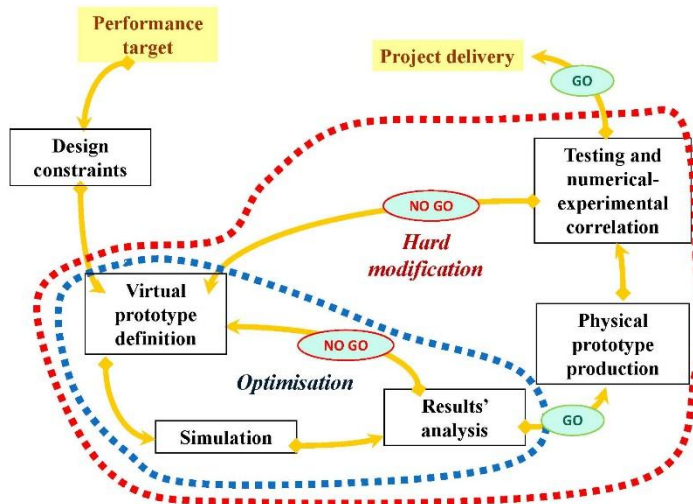 Performance
target
Project delivery
GO
Design
constraints
Testing and
numerical-
experimental
correlation
NO GO
Hard
modification
Virtual
prototype
definition
NO GO
Physical
prototype
production
Optimisation
Results'
analysis
GO
Simulation